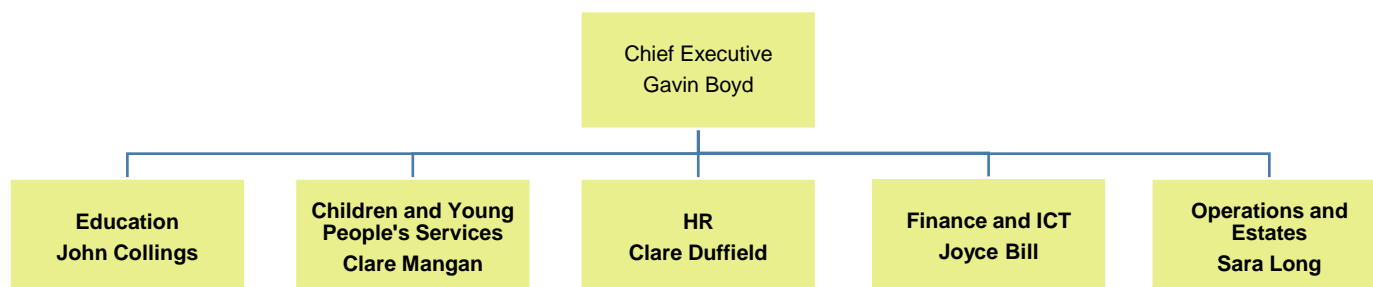 Chief Executive
Gavin Boyd
Education
John Collings
Children and Young
People's Services
Clare Mangan
HR
Clare Duffield
Finance and ICT
Joyce Bill
Operations and
Estates
Sara Long